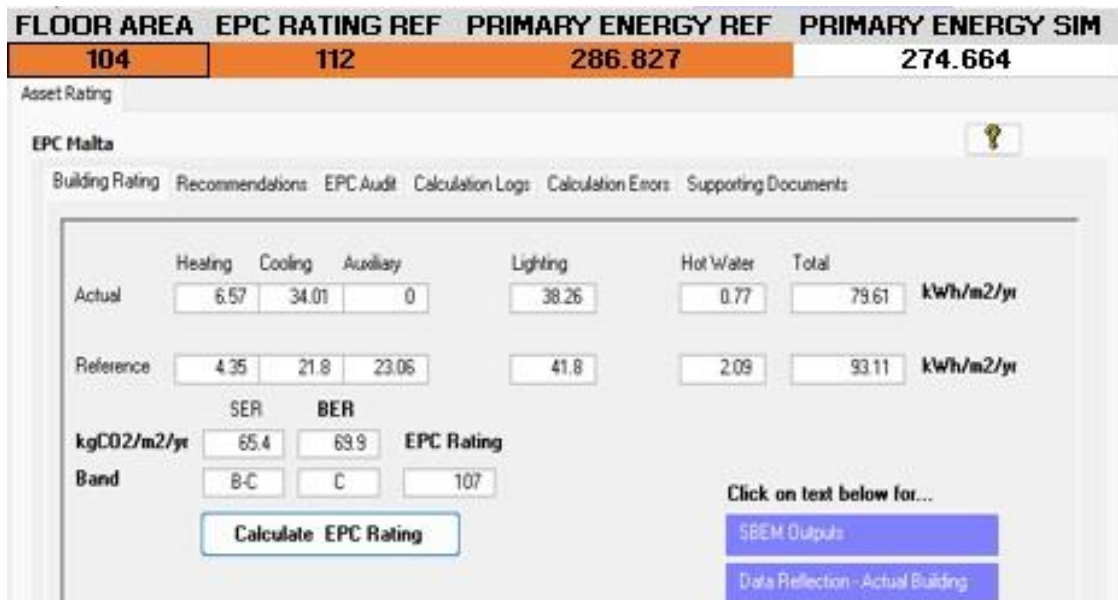 FLOOR AREA EPC RATING REF PRIMARY ENERGY REF PRIMARY ENERGY SIM
104 112 286.827 274.664
Asset Rating
EPC Malta
?
Building Rating Recommendations EPC Audit Calculation Logs Calculation Errors Supporting Documents
Heating Cooling Auxiliary Lighting Hot Water Total
Actual 6.57 34.01 0 38.26 0.77 79.61 kWh/m2/yr
Reference 4.35 21.8 23.06 41.8 2.09 93.11 kWh/m2/yr
SER BER
kgCO2/m2/yr 65.4 69.9 EPC Rating
Band B-C C 107
Click on text below for...
Calculate EPC Rating SBEM Outputs
Data Reflection - Actual Building